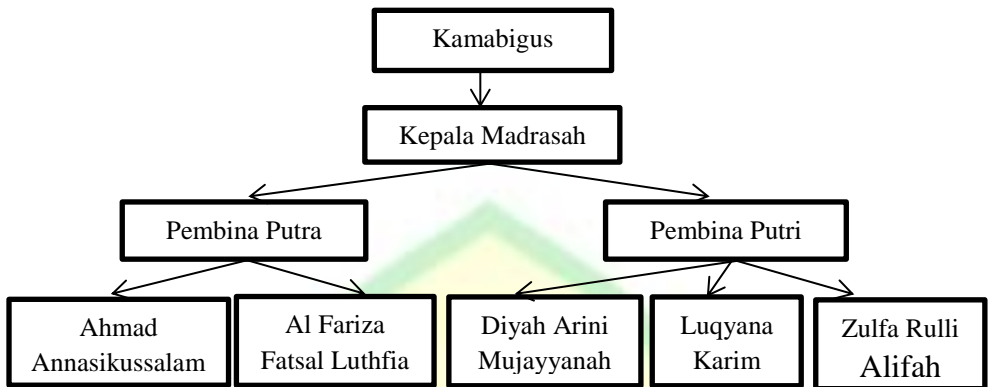 Kamabigus
Kepala Madrasah
Pembina Putra
Pembina Putri
Ahmad
Annasikussalam
Al Fariza
Fatsal Luthfia
Diyah Arini
Mujayyanah
Luqyana
Karim
Zulfa Rulli
Alifah